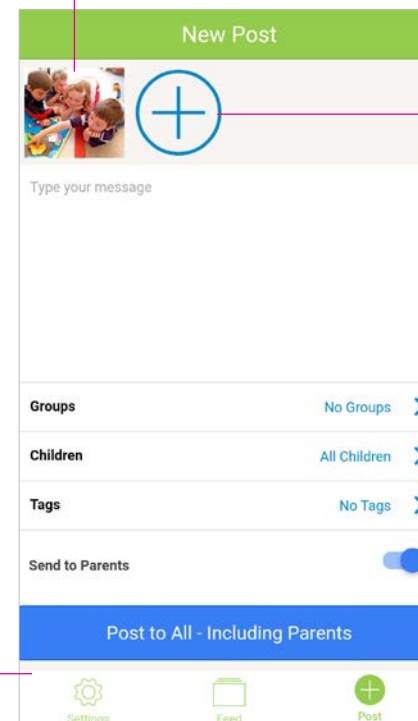 New Post
Type your message
Groups No Groups
Children All Children
Tags No Tags
Send to Parents
Post to All - Including Parents
Settings Feed Post